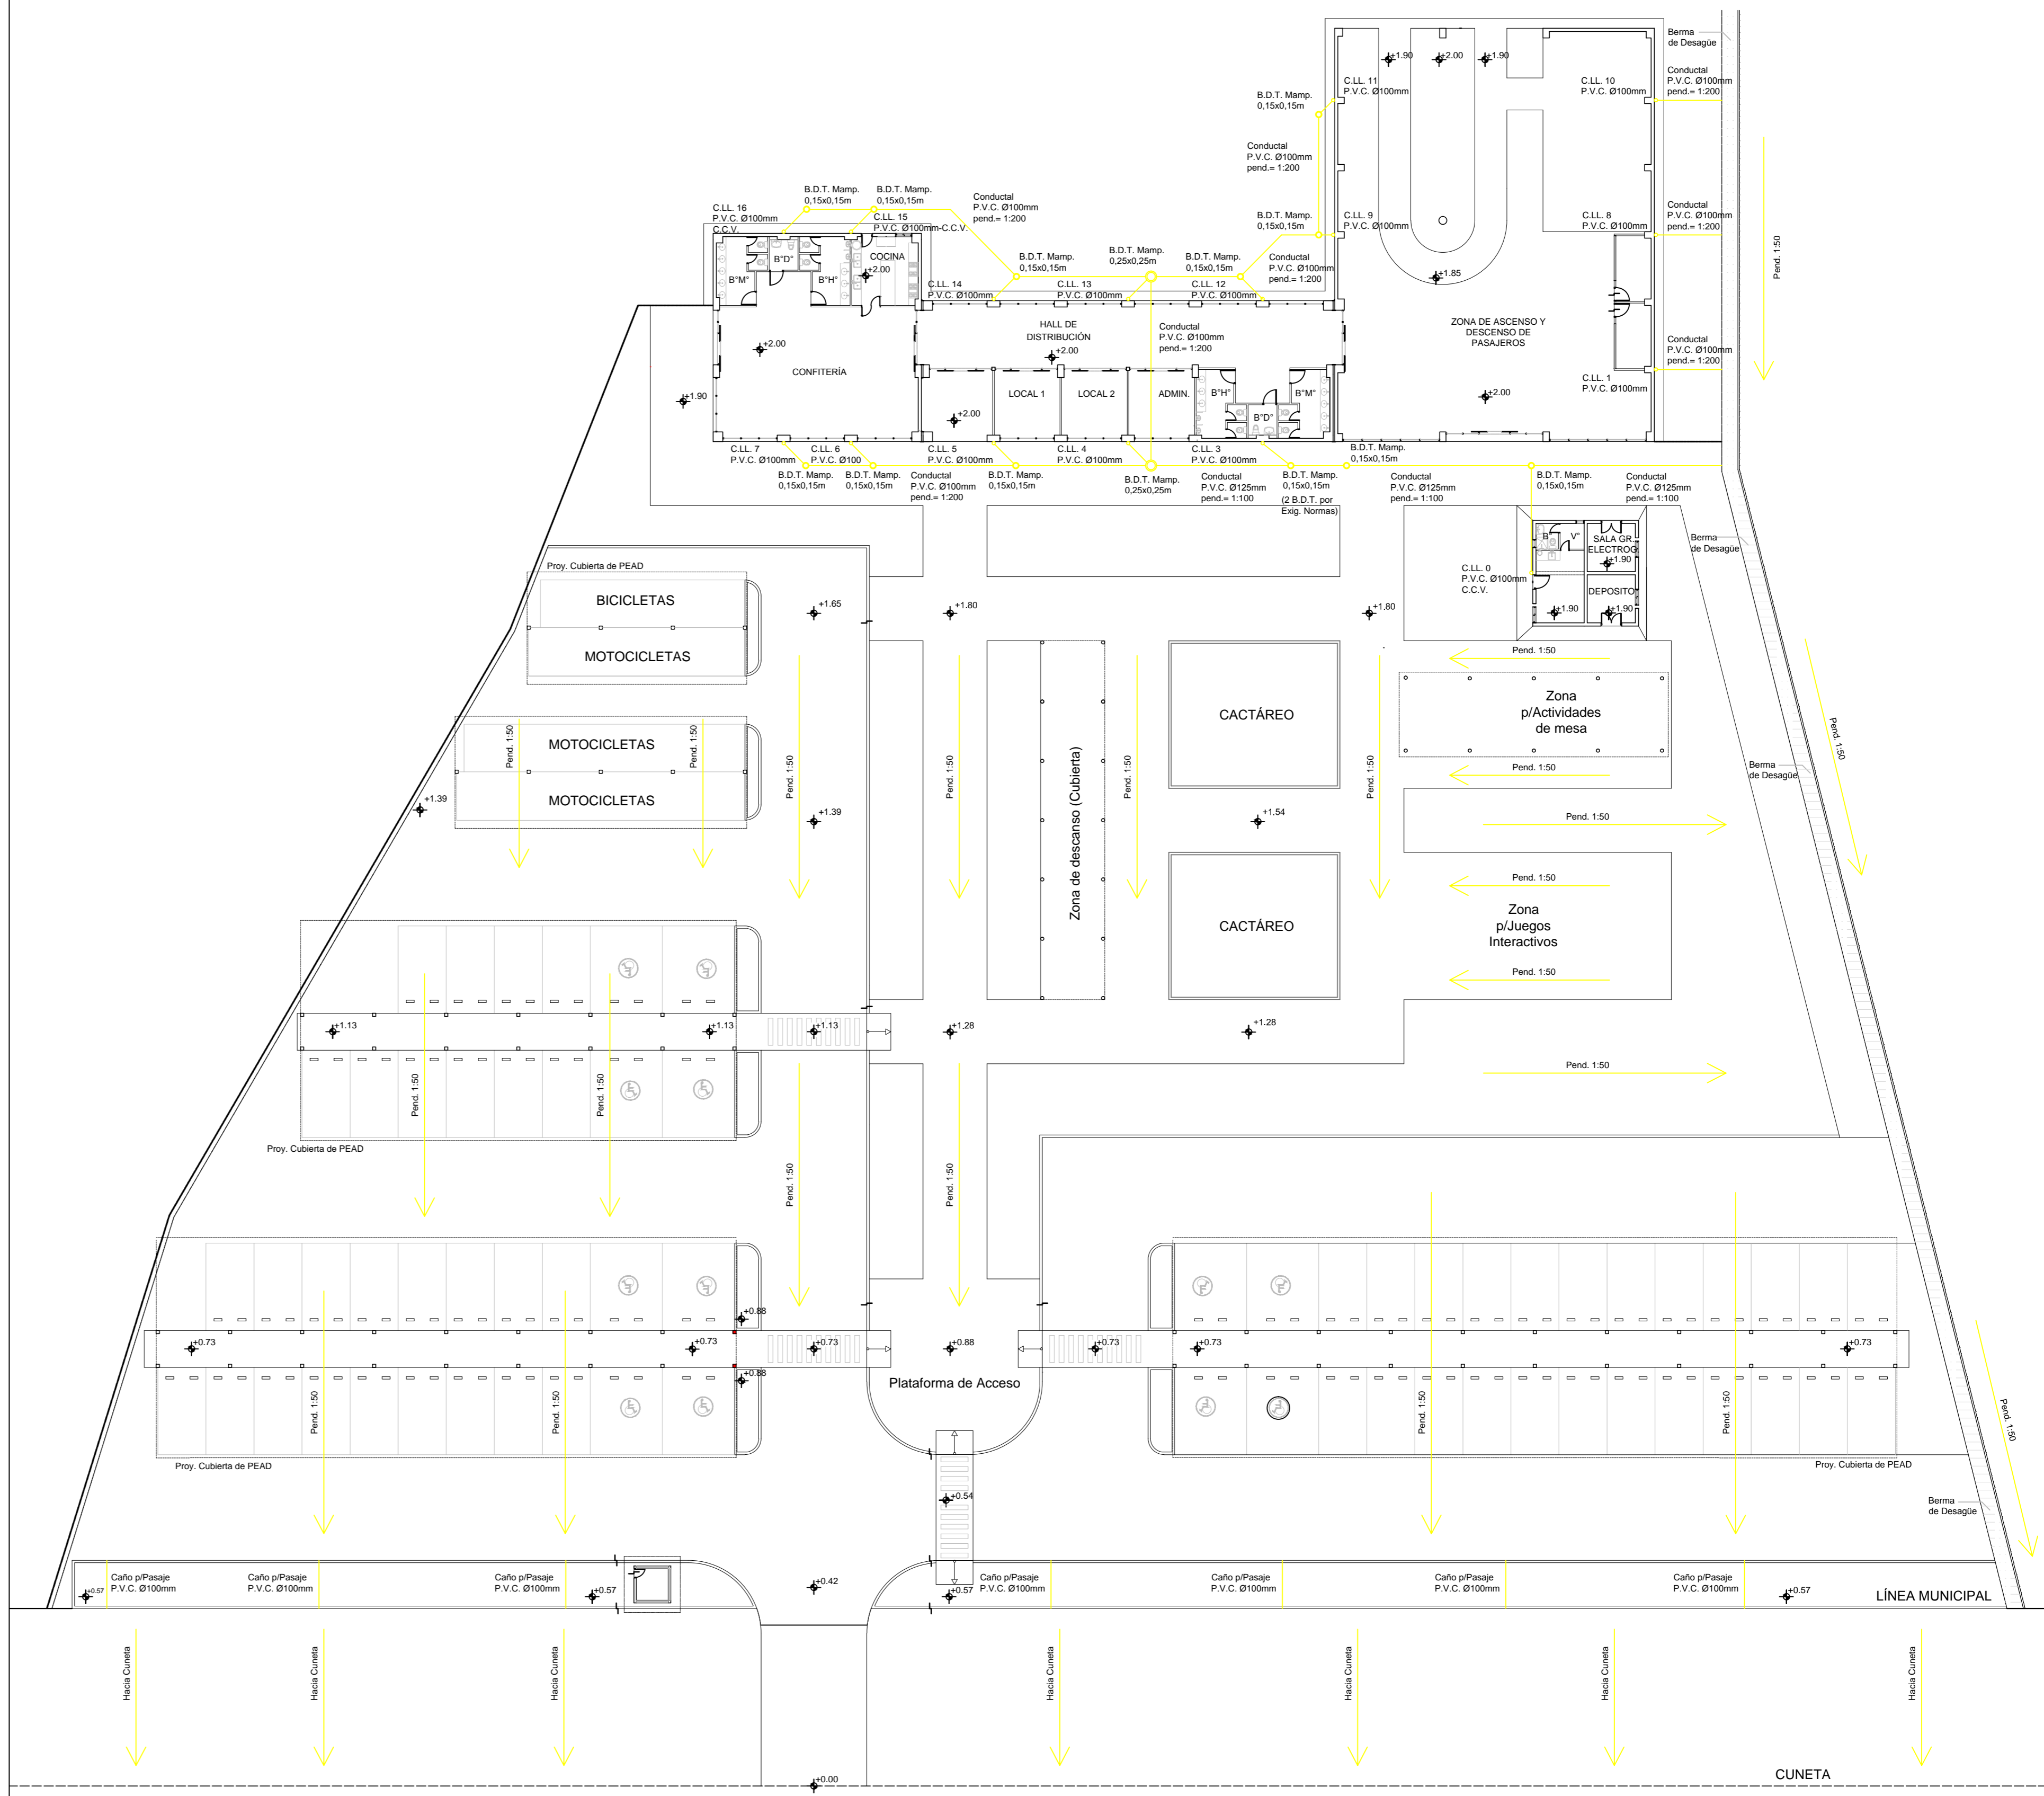 Berma
de Desagüe
+1.90
+2.00
+1.90
C.LL. 11
P.V.C. Ø100mm
C.LL. 10
P.V.C. Ø100mm
Conductal
P.V.C. Ø100mm
pend.= 1:200
B.D.T. Mamp.
0,15x0,15m
Conductal
P.V.C. Ø100mm
pend.= 1:200
B.D.T. Mamp.
0,15x0,15m
B.D.T. Mamp.
0,15x0,15m
Conductal
P.V.C. Ø100mm
pend.= 1:200
C.LL. 16
P.V.C. Ø100mm
C.C.V.
C.LL. 15
P.V.C. Ø100mm-C.C.V.
B.D.T. Mamp.
0,15x0,15m
C.LL. 9
P.V.C. Ø100mm
C.LL. 8
P.V.C. Ø100mm
Conductal
P.V.C. Ø100mm
pend.= 1:200
Pend. 1:50
B.D.T. Mamp.
0,15x0,15m
B.D.T. Mamp.
0,25x0,25m
B.D.T. Mamp.
0,15x0,15m
Conductal
P.V.C. Ø100mm
pend.= 1:200
B°M°
B°D°
B°H°
COCINA
+2.00
+1.85
C.LL. 14
P.V.C. Ø100mm
C.LL. 13
P.V.C. Ø100mm
C.LL. 12
P.V.C. Ø100mm
HALL DE
DISTRIBUCIÓN
+2.00
Conductal
P.V.C. Ø100mm
pend.= 1:200
ZONA DE ASCENSO Y
DESCENSO DE
PASAJEROS
Conductal
P.V.C. Ø100mm
pend.= 1:200
+2.00
CONFITERÍA
C.LL. 1
P.V.C. Ø100mm
+1.90
+2.00
LOCAL 1
LOCAL 2
ADMIN.
B°H°
B°D°
B°M°
+2.00
C.LL. 7
P.V.C. Ø100mm
C.LL. 6
P.V.C. Ø100
C.LL. 5
P.V.C. Ø100mm
C.LL. 4
P.V.C. Ø100mm
C.LL. 3
P.V.C. Ø100mm
B.D.T. Mamp.
0,15x0,15m
B.D.T. Mamp.
0,15x0,15m
B.D.T. Mamp.
0,15x0,15m
Conductal
P.V.C. Ø100mm
pend.= 1:200
B.D.T. Mamp.
0,15x0,15m
B.D.T. Mamp.
0,25x0,25m
Conductal
P.V.C. Ø125mm
pend.= 1:100
B.D.T. Mamp.
0,15x0,15m
(2 B.D.T. por
Exig. Normas)
Conductal
P.V.C. Ø125mm
pend.= 1:100
B.D.T. Mamp.
0,15x0,15m
Conductal
P.V.C. Ø125mm
pend.= 1:100
B°
V°
SALA GR.
ELECTROG.
+1.90
Berma
de Desagüe
C.LL. 0
P.V.C. Ø100mm
C.C.V.
DEPOSITO
+1.90
+1.90
Proy. Cubierta de PEAD
BICICLETAS
MOTOCICLETAS
+1.65
+1.80
+1.80
Pend. 1:50
Zona
p/Actividades
de mesa
Pend. 1:50
CACTÁREO
MOTOCICLETAS
MOTOCICLETAS
Pend. 1:50
Pend. 1:50
Pend. 1:50
Pend. 1:50
Zona de descanso (Cubierta)
Pend. 1:50
Pend. 1:50
Pend. 1:50
Berma
de Desagüe
+1.39
+1.39
+1,54
Pend. 1:50
Pend. 1:50
CACTÁREO
Zona
p/Juegos
Interactivos
Pend. 1:50
+1.13
+1.13
+1.13
+1.28
+1.28
Pend. 1:50
Pend. 1:50
Pend. 1:50
Proy. Cubierta de PEAD
Pend. 1:50
Pend. 1:50
+0.88
+0.73
+0.73
+0.73
+0.88
+0.73
+0.73
+0.73
+0.88
Plataforma de Acceso
Pend. 1:50
Pend. 1:50
Pend. 1:50
Pend. 1:50
Pend. 1:50
Proy. Cubierta de PEAD
Proy. Cubierta de PEAD
+0.54
Berma
de Desagüe
Caño p/Pasaje
P.V.C. Ø100mm
Caño p/Pasaje
P.V.C. Ø100mm
Caño p/Pasaje
P.V.C. Ø100mm
Caño p/Pasaje
P.V.C. Ø100mm
Caño p/Pasaje
P.V.C. Ø100mm
Caño p/Pasaje
P.V.C. Ø100mm
Caño p/Pasaje
P.V.C. Ø100mm
+0.57
+0.57
+0.42
+0.57
+0.57
LÍNEA MUNICIPAL
Hacia Cuneta
Hacia Cuneta
Hacia Cuneta
Hacia Cuneta
Hacia Cuneta
Hacia Cuneta
Hacia Cuneta
+0.00
CUNETA